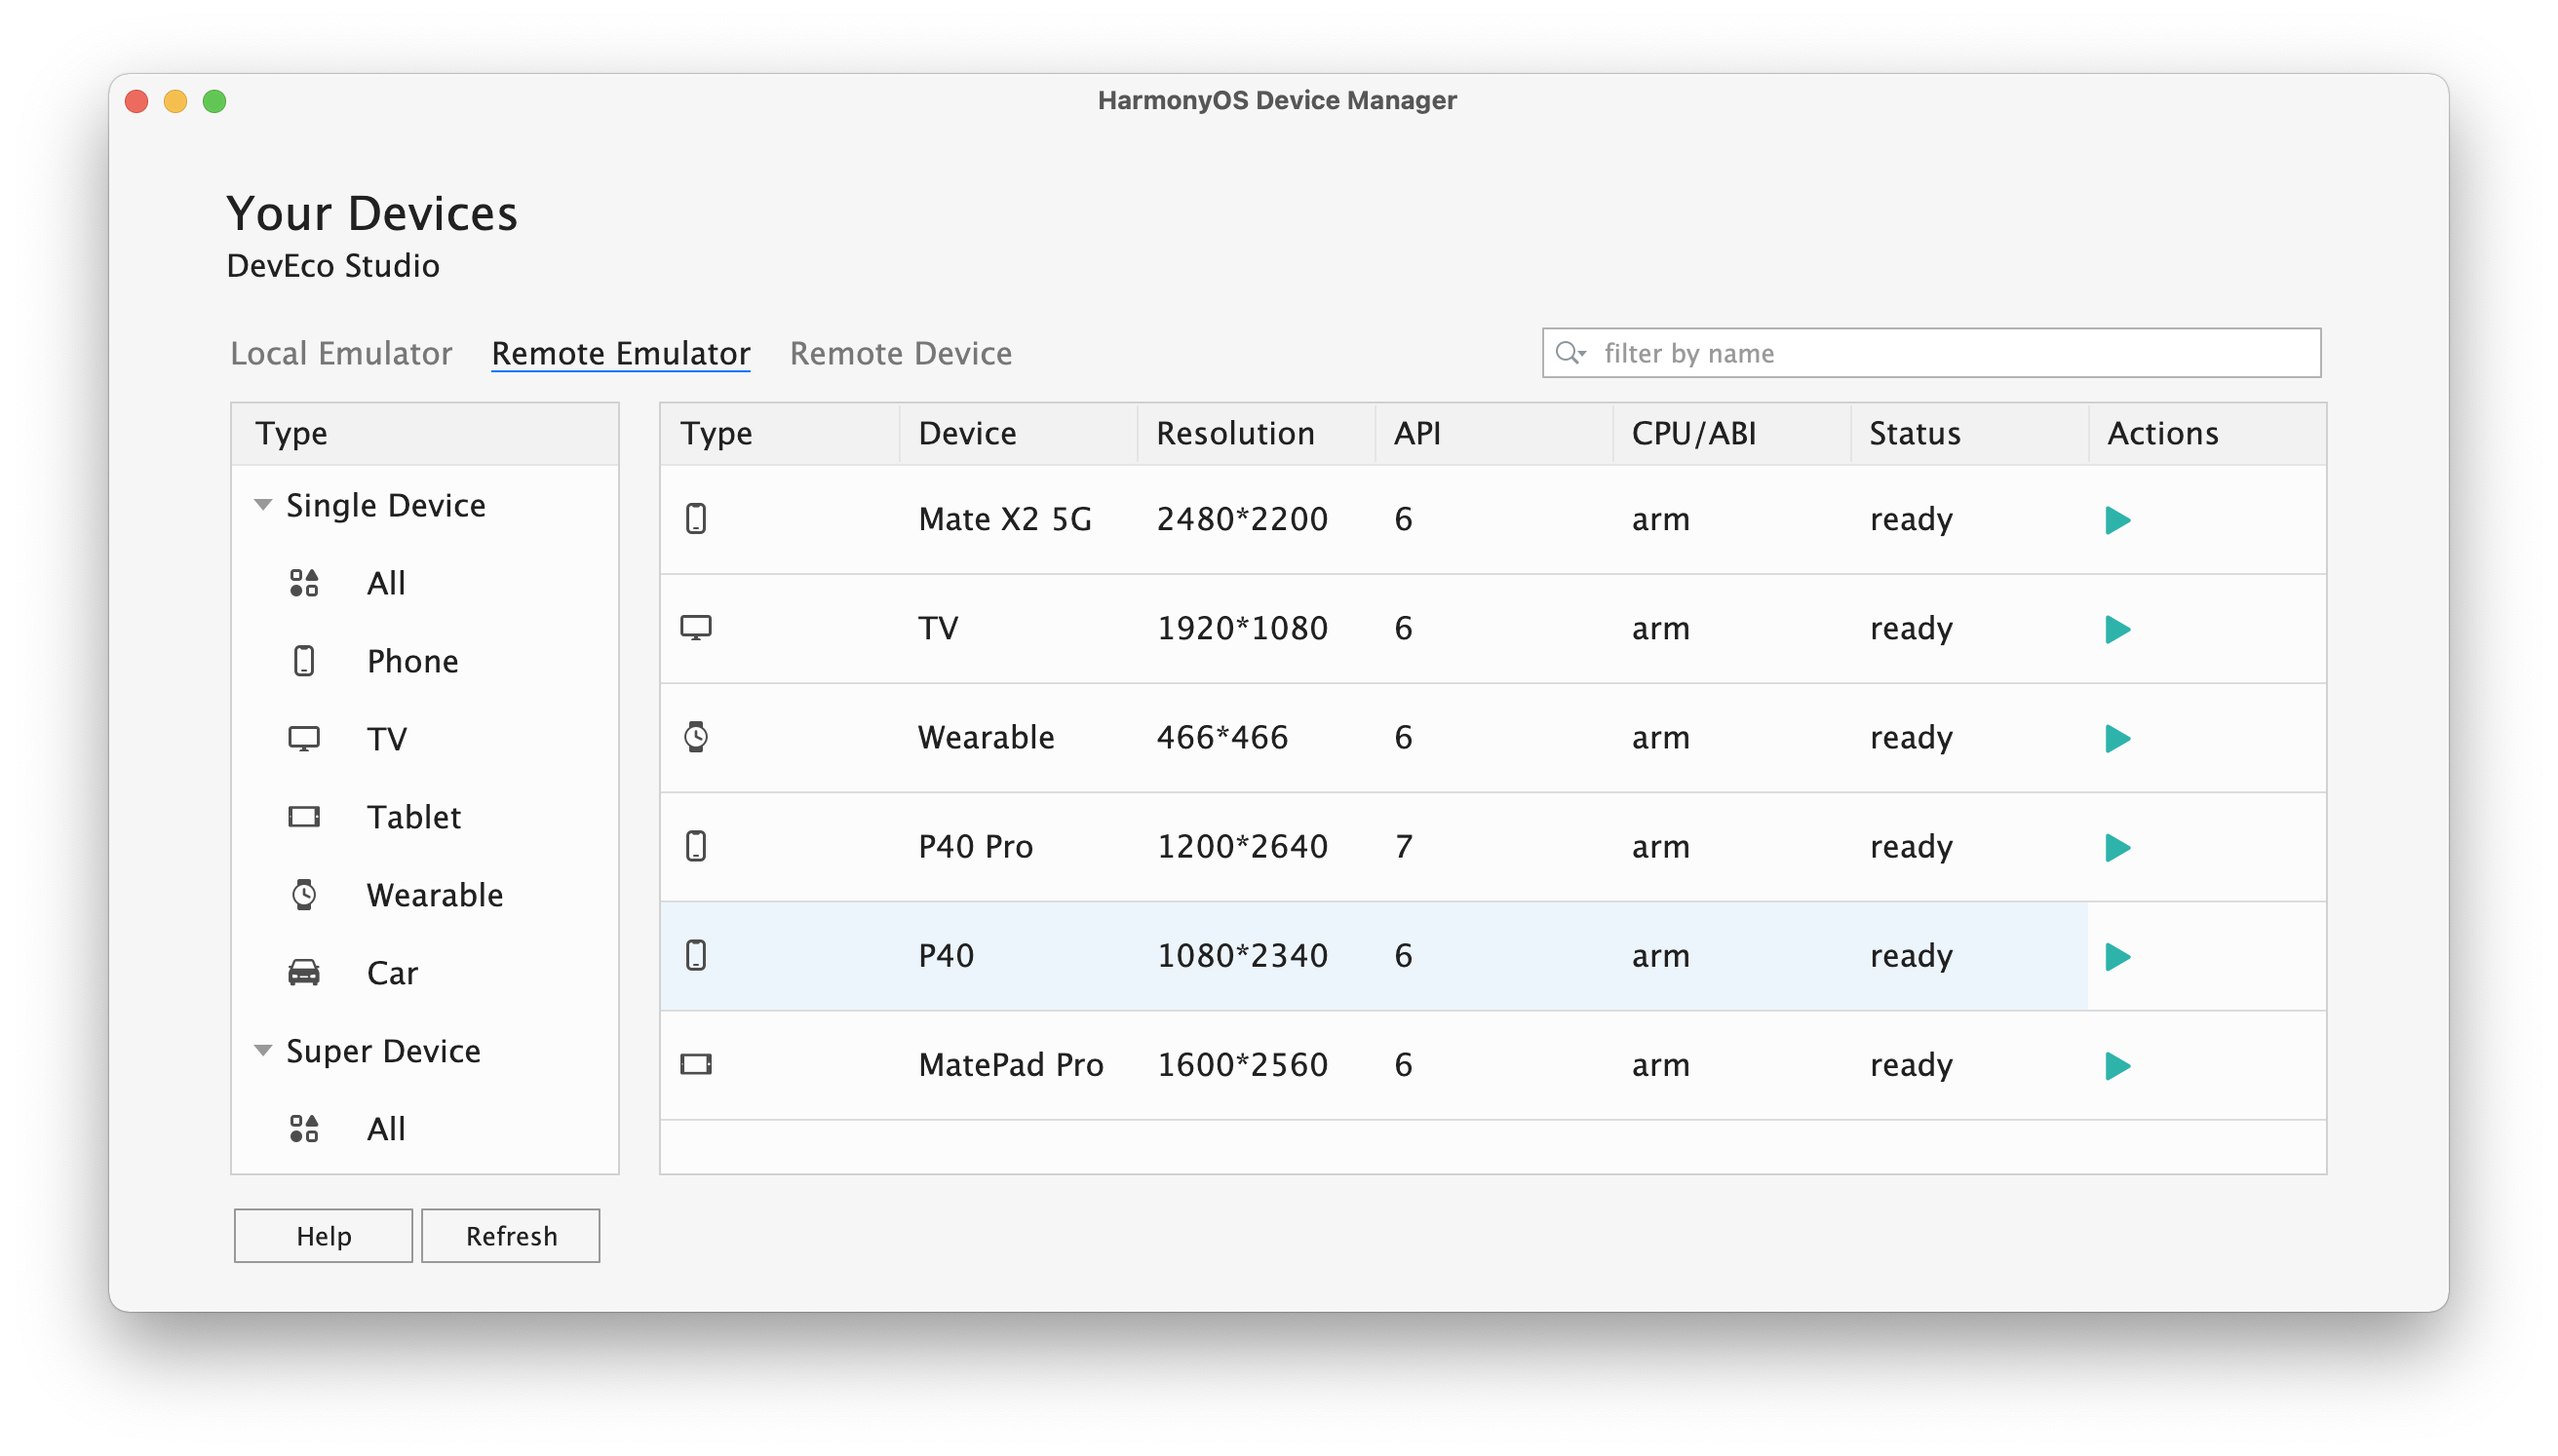 HarmonyOS Device Manager
Your Devices
DevEco Studio
Local Emulator Remote Emulator Remote Device
filter by name
Type
Single Device
All
Phone
TV
Tablet
Wearable
Car
Super Device
All
Type Device Resolution API CPU/ABI Status Actions
Mate X2 5G 2480*2200 6 arm ready
TV 1920*1080 6 arm ready
Wearable 466*466 6 arm ready
P40 Pro 1200*2640 7 arm ready
P40 1080*2340 6 arm ready
MatePad Pro 1600*2560 6 arm ready
Help Refresh